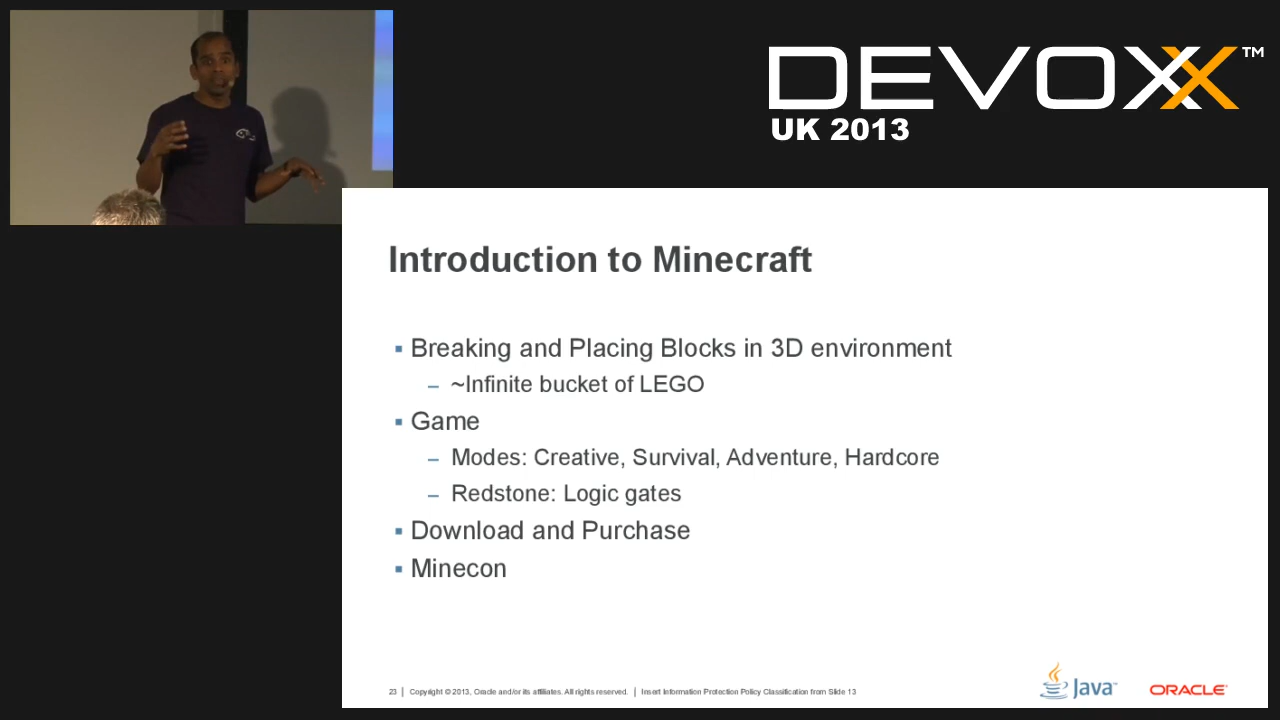 DEVOXX™
UK 2013
Introduction to Minecraft
▪ Breaking and Placing Blocks in 3D environment
– ~Infinite bucket of LEGO
▪ Game
– Modes: Creative, Survival, Adventure, Hardcore
– Redstone: Logic gates
▪ Download and Purchase
▪ Minecon
23 | Copyright © 2013, Oracle and/or its affiliates. All rights reserved. | Insert Information Protection Policy Classification from Slide 13
Java™
ORACLE